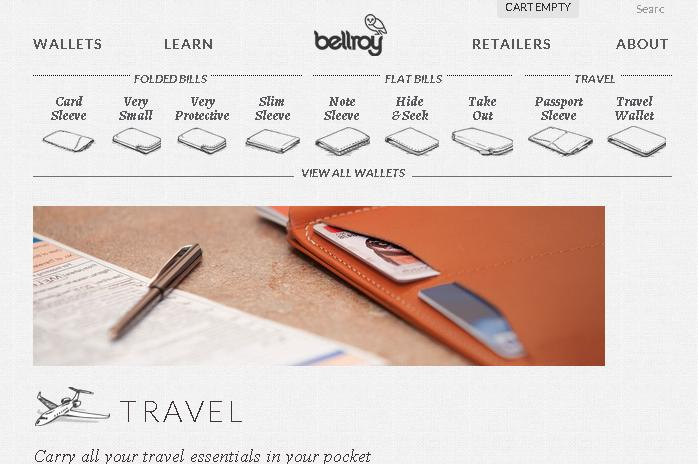 CART EMPTY
Searc
WALLETS LEARN bellroy RETAILERS ABOUT
FOLDED BILLS FLAT BILLS TRAVEL
Card Sleeve
Very Small
Very Protective
Slim Sleeve
Note Sleeve
Hide & Seek
Take Out
Passport Sleeve
Travel Wallet
VIEW ALL WALLETS
TRAVEL
Carry all your travel essentials in your pocket